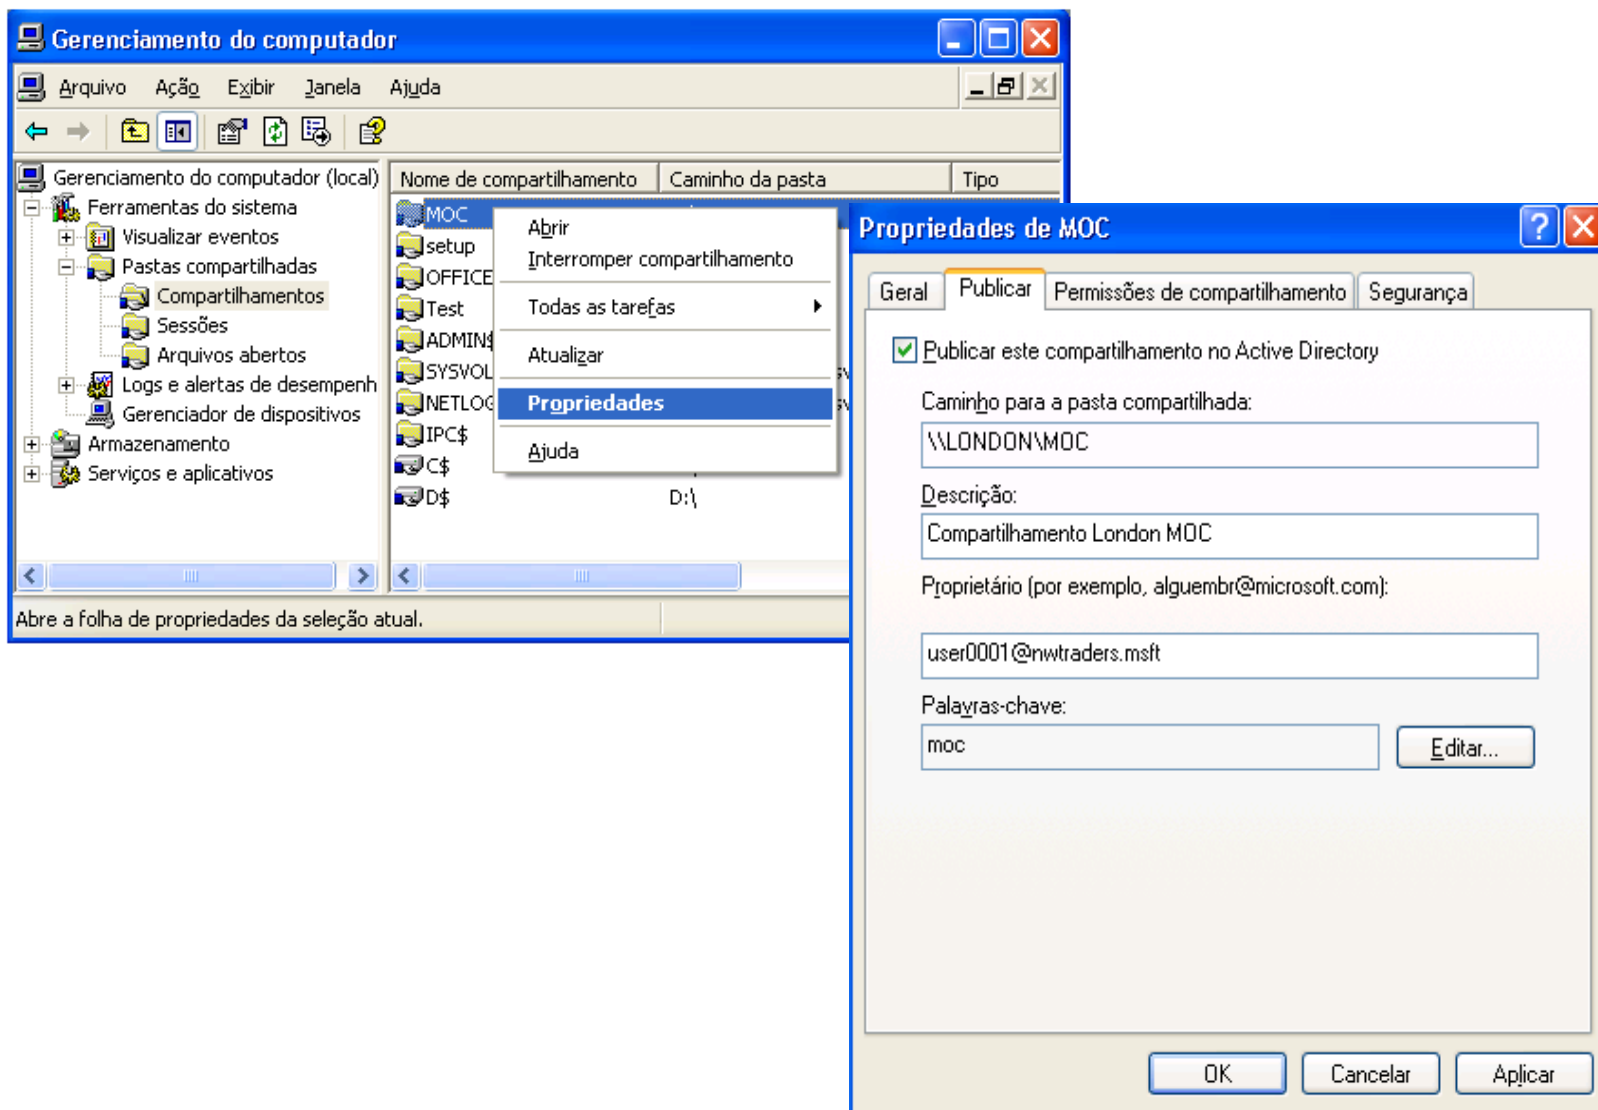 Gerenciamento do computador
Arquivo Ação Exibir Janela Ajuda
Gerenciamento do computador (local)
Ferramentas do sistema
Visualizar eventos
Pastas compartilhadas
Compartilhamentos
Sessões
Arquivos abertos
Logs e alertas de desempenh
Gerenciador de dispositivos
Armazenamento
Serviços e aplicativos
Nome de compartilhamento Caminho da pasta Tipo
MOC
setup
OFFICE
Test
ADMIN$
SYSVOL
NETLOG
IPC$
C$
D$ D:\
Abrir
Interromper compartilhamento
Todas as tarefas
Atualizar
Propriedades
Ajuda
Abre a folha de propriedades da seleção atual.
Propriedades de MOC
Geral Publicar Permissões de compartilhamento Segurança
Publicar este compartilhamento no Active Directory
Caminho para a pasta compartilhada:
\\LONDON\MOC
Descrição:
Compartilhamento London MOC
Proprietário (por exemplo, alguembr@microsoft.com):
user0001@nwtraders.msft
Palavras-chave:
moc Editar...
OK Cancelar Aplicar